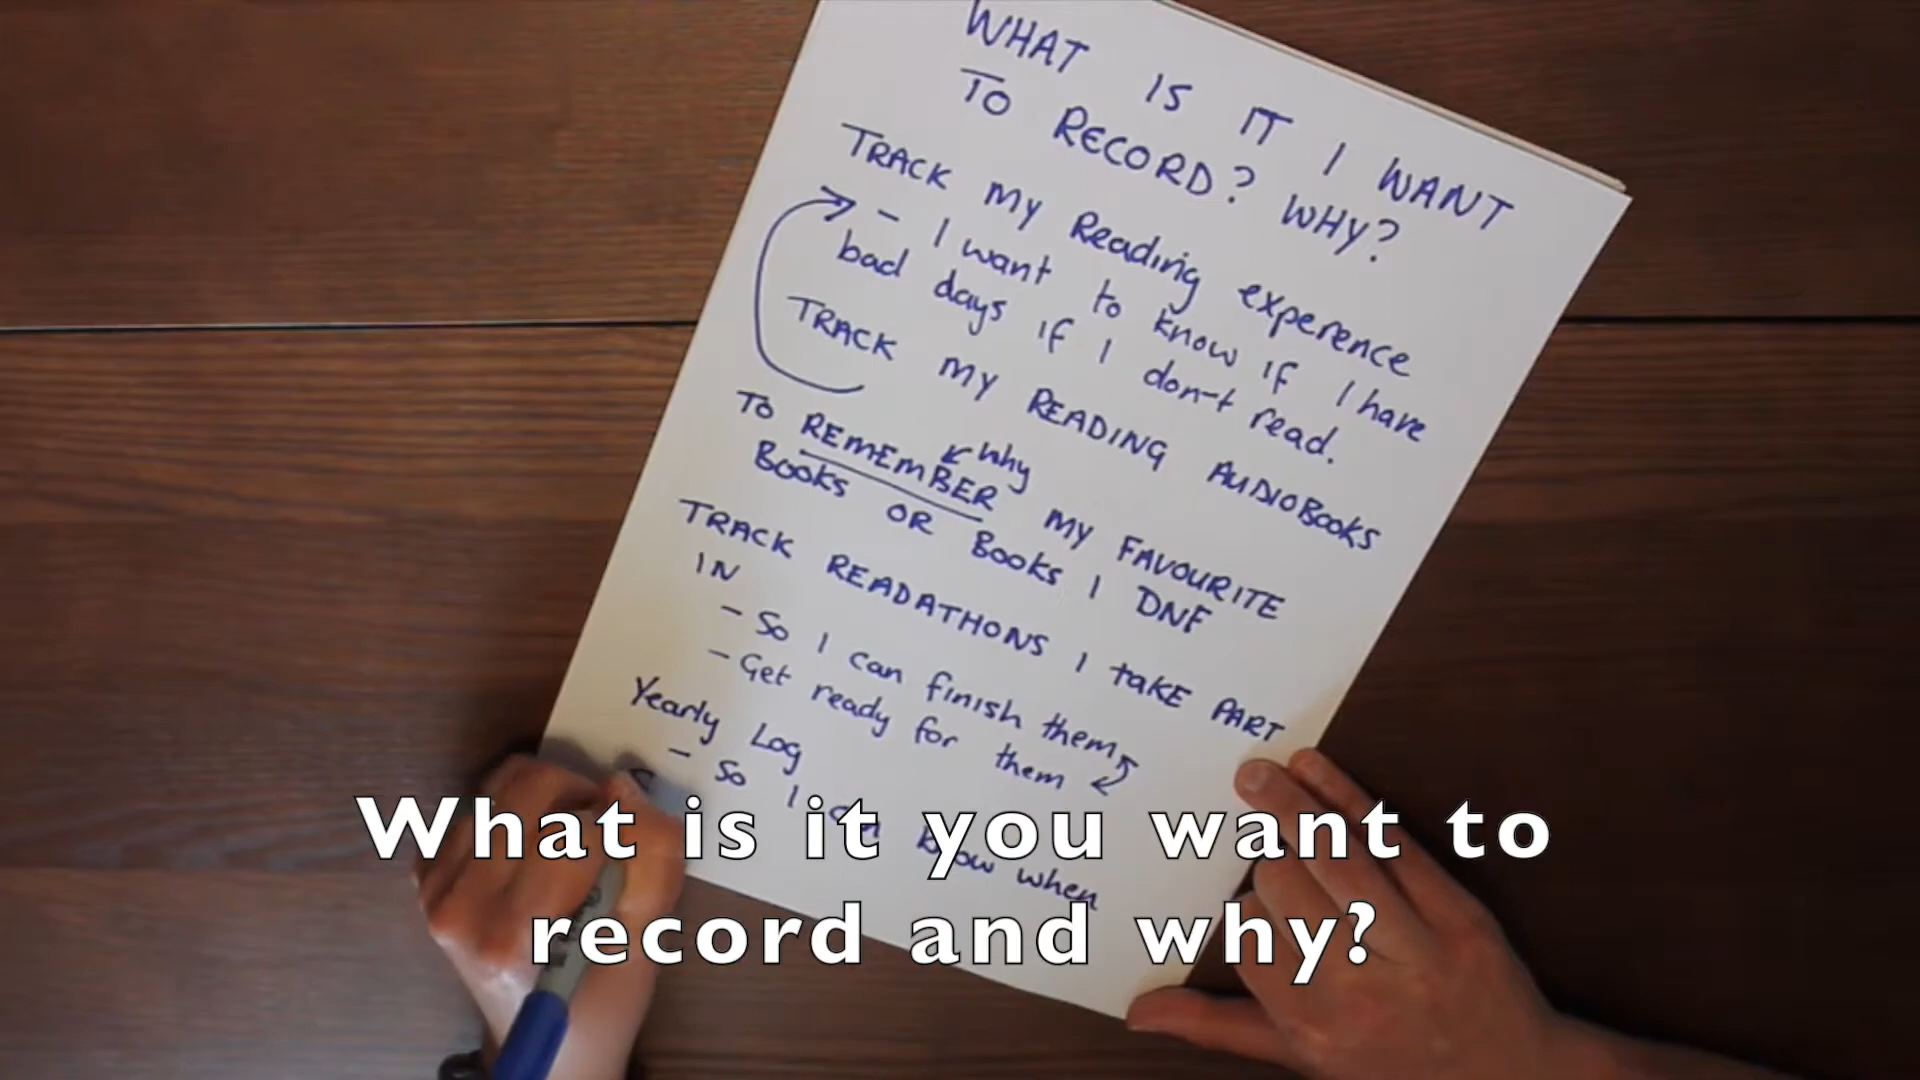 WHAT IS IT I WANT
TO RECORD? WHY?
TRACK MY Reading experence
- I want to know if I have
bad days if I don-t read.
TRACK MY READING AUDIOBOOKS
why
TO REMEMBER MY FAVOURITE
BOOKS OR BOOKS I DNF
TRACK READATHONS I TAKE PART
IN
- So I can finish them
- Get ready for them
Yearly Log
- So I can know when
What is it you want to
record and why?